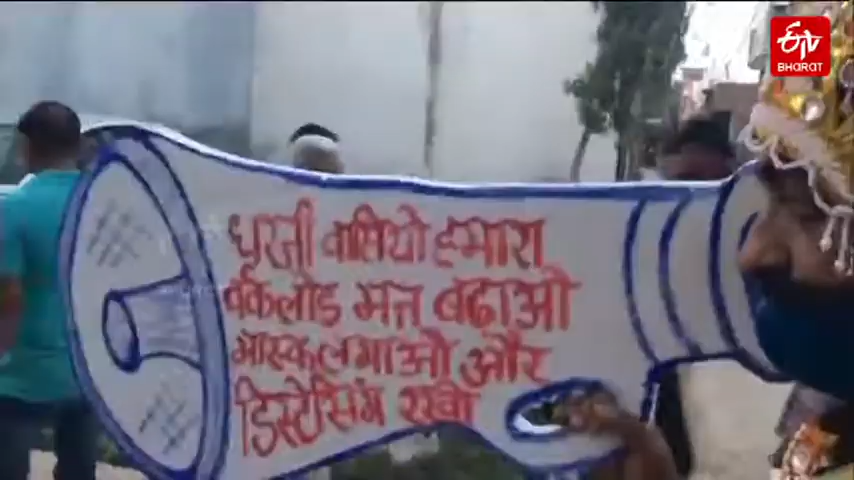 ETV
BHARAT
धरती वासियो हमारा
वर्कलोड मत बढाओ
मास्क लगाओ और
डिस्टेसिंग रखो